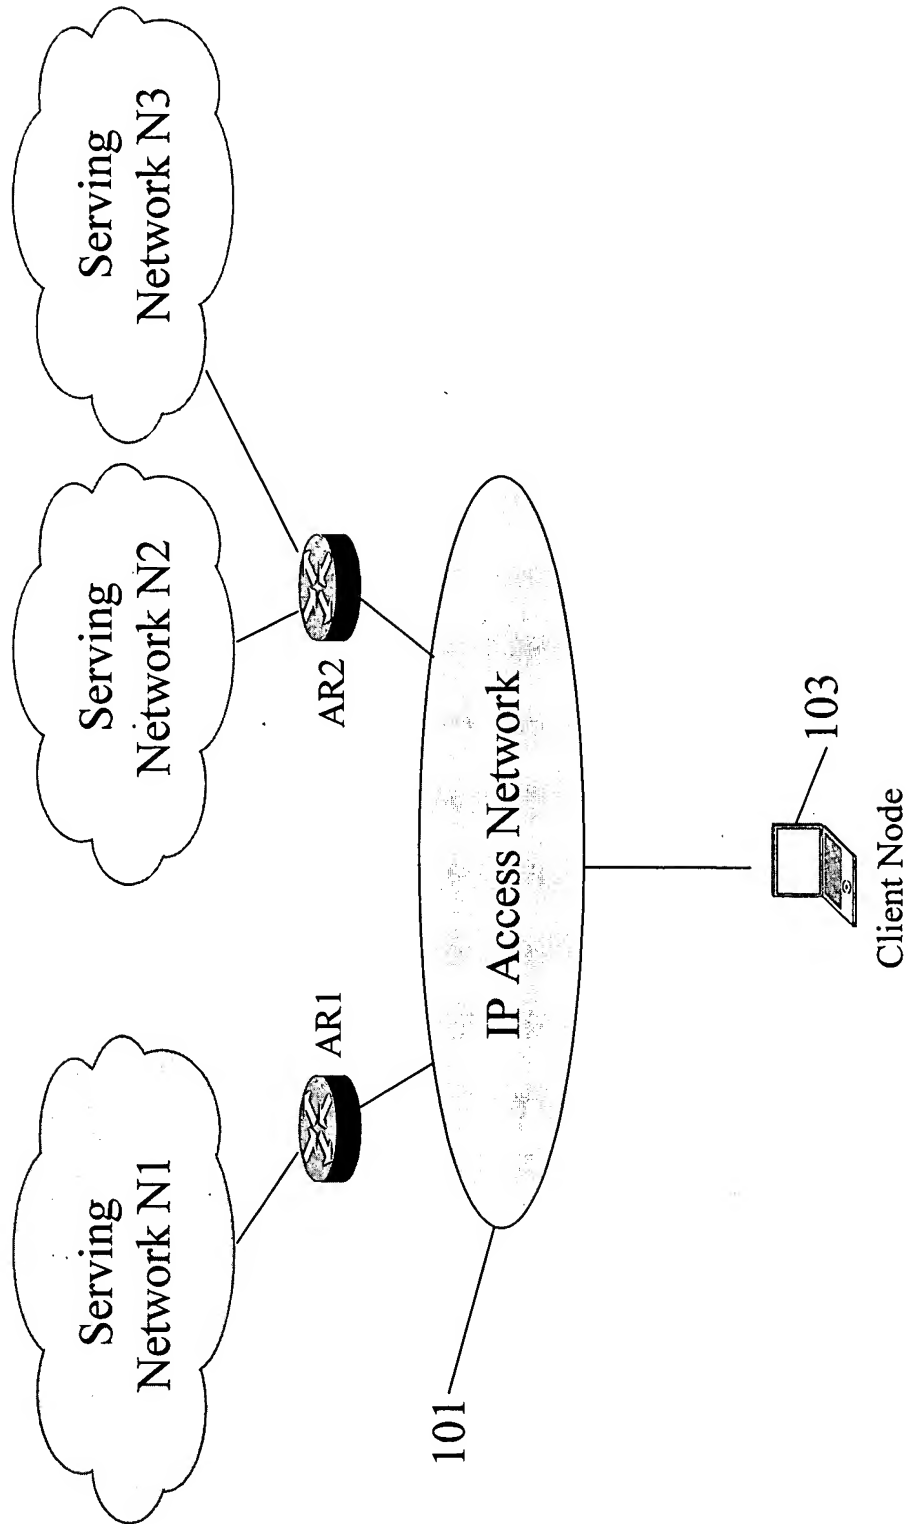 Serving
Network N1
Serving
Network N2
Serving
Network N3
AR1
AR2
101
IP Access Network
103
Client Node